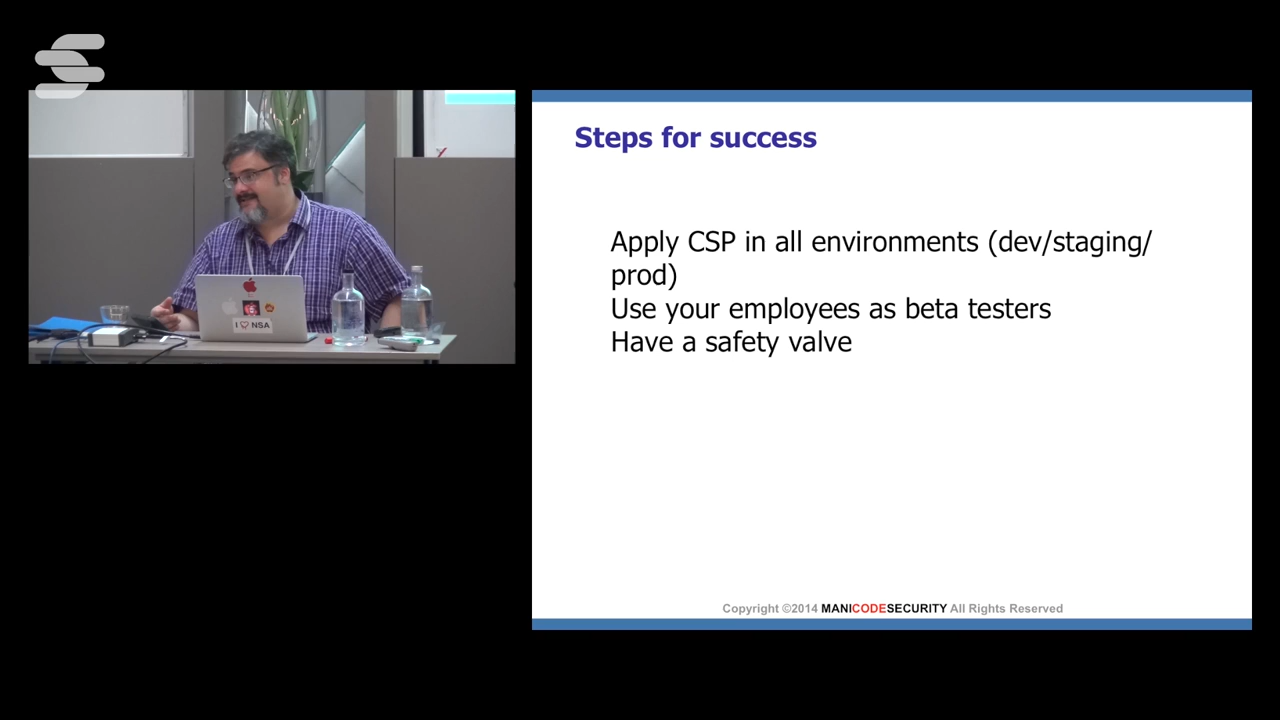 Steps for success
Apply CSP in all environments (dev/staging/
prod)
Use your employees as beta testers
Have a safety valve
Copyright ©2014 MANICODESECURITY All Rights Reserved
I NSA